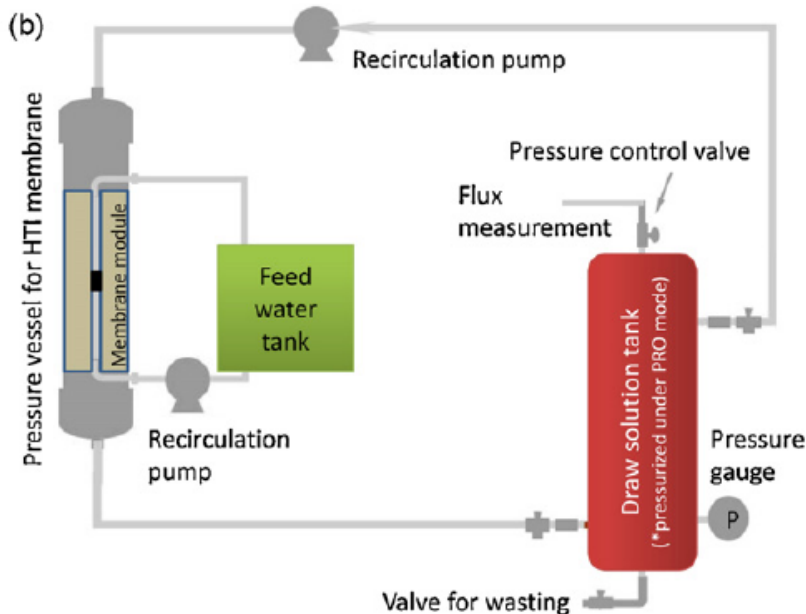 (b)
Recirculation pump
Pressure vessel for HTI membrane
Membrane module
Pressure control valve
Flux
measurement
Feed
water
tank
Draw solution tank
(*pressurized under PRO mode)
Recirculation
pump
Pressure
gauge
P
Valve for wasting